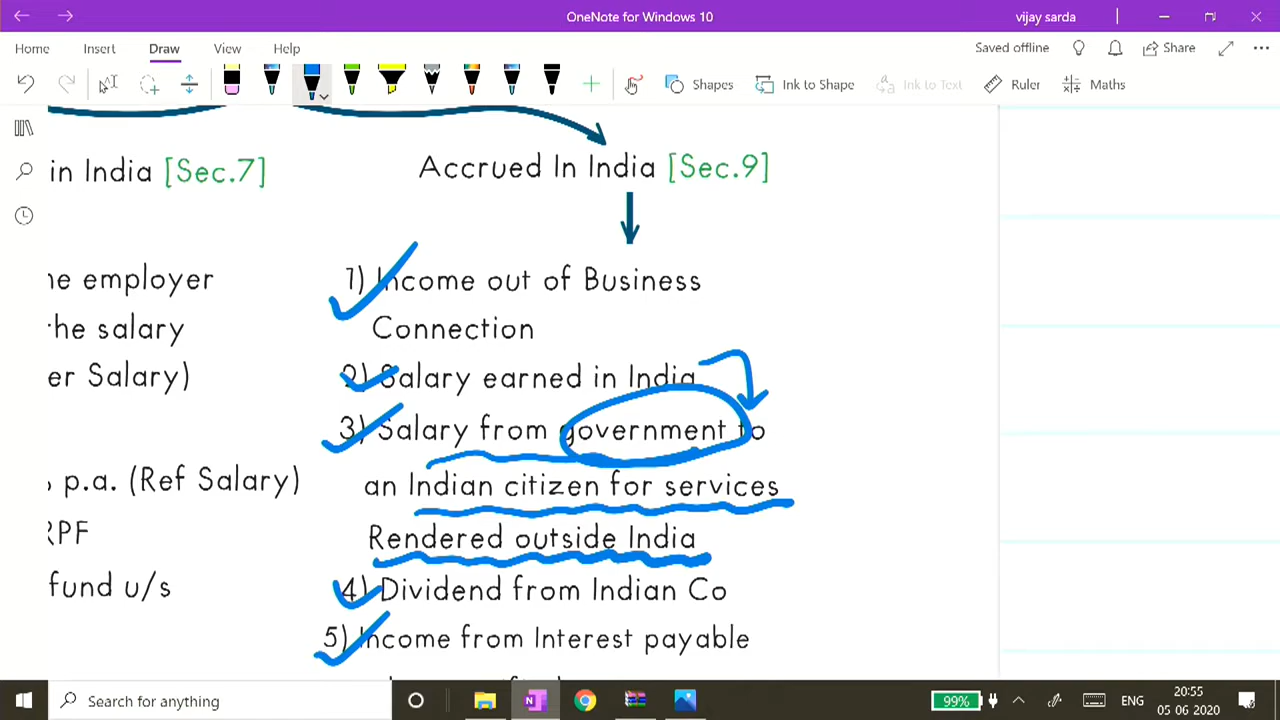 OneNote for Windows 10
vijay sarda
Home Insert Draw View Help
Saved offline
Share
Shapes
Ink to Shape
Ink to Text
Ruler
Maths
in India [Sec.7]
Accrued In India [Sec.9]
employer
the salary
er Salary)
p.a. (Ref Salary)
RPF
fund u/s
1) Income out of Business
Connection
2) Salary earned in India
3) Salary from government to
an Indian citizen for services
Rendered outside India
4) Dividend from Indian Co
5) Income from Interest payable
Search for anything
99%
ENG
20:55
05-06-2020